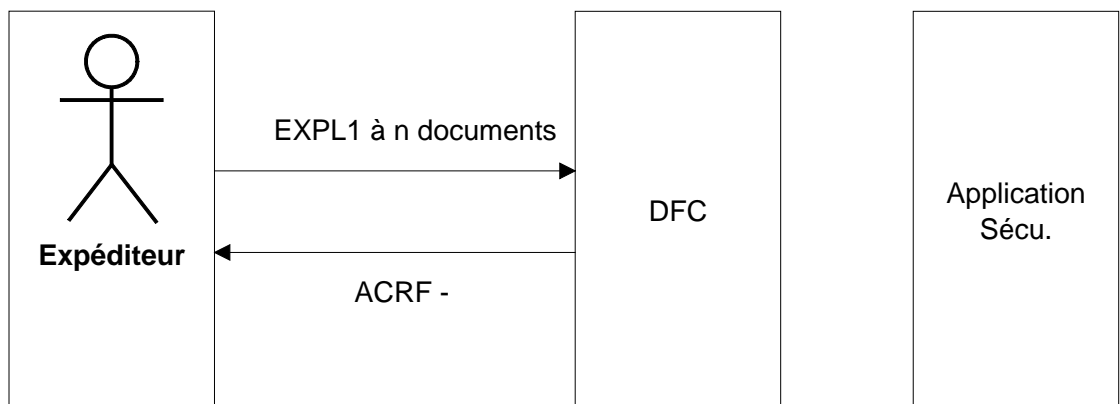 EXPL1 à n documents
DFC
Application
Sécu.
Expéditeur
ACRF -